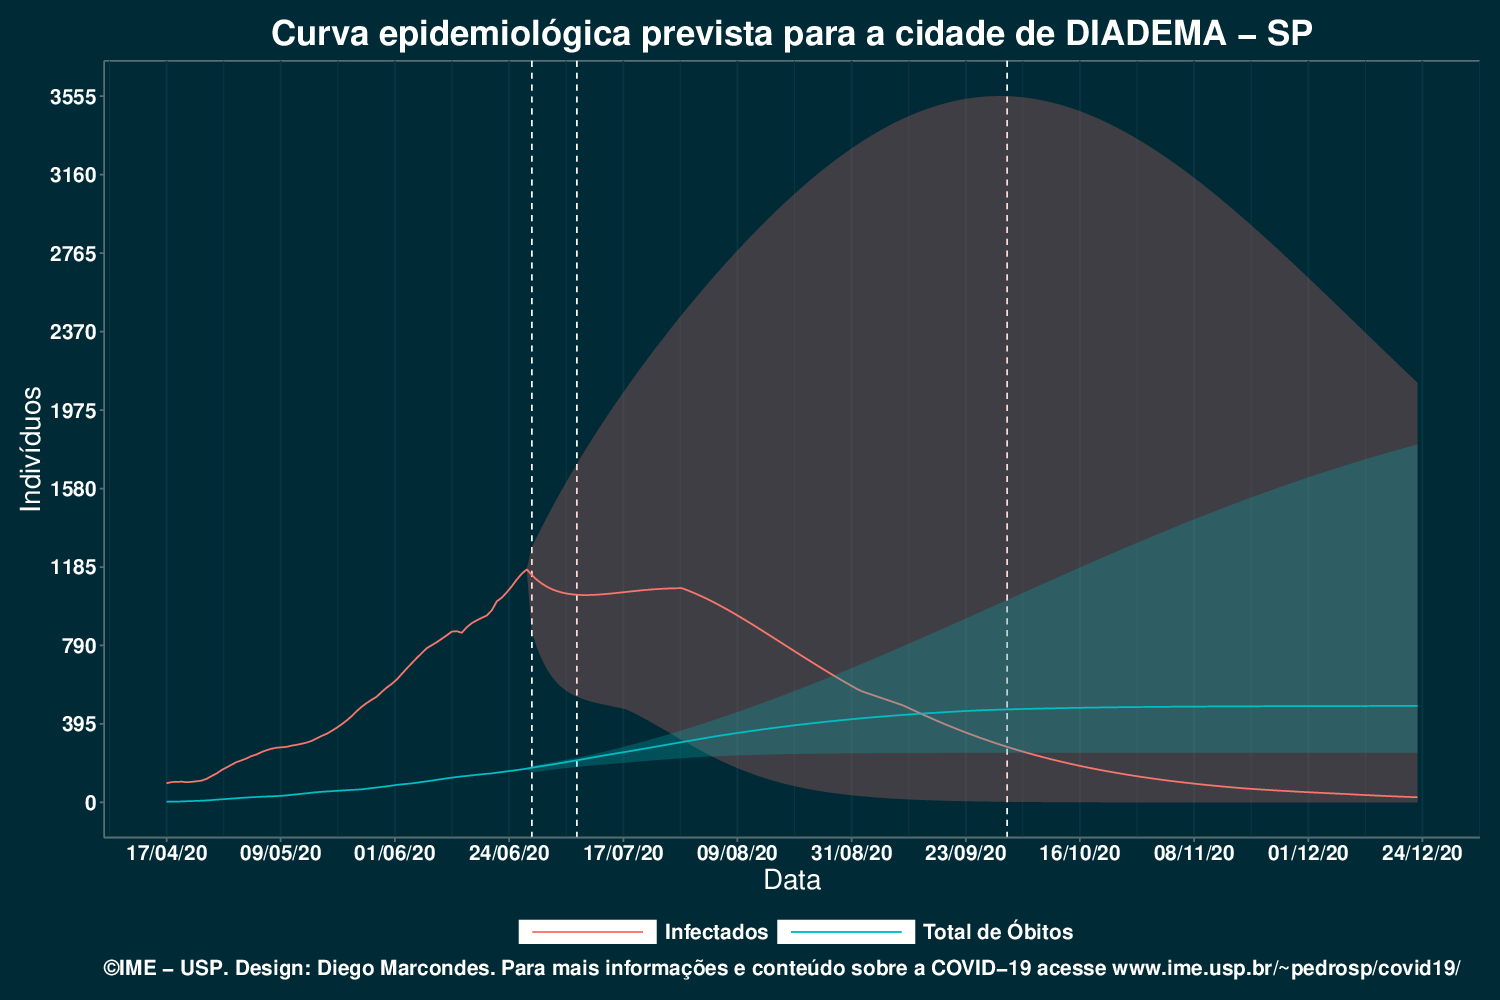 Curva epidemiológica prevista para a cidade de DIADEMA – SP
3555
3160
2765
2370
1975
1580
1185
790
395
0
Indivíduos
17/04/20 09/05/20 01/06/20 24/06/20 17/07/20 09/08/20 31/08/20 23/09/20 16/10/20 08/11/20 01/12/20 24/12/20
Data
Infectados Total de Óbitos
©IME – USP. Design: Diego Marcondes. Para mais informações e conteúdo sobre a COVID–19 acesse www.ime.usp.br/~pedrosp/covid19/